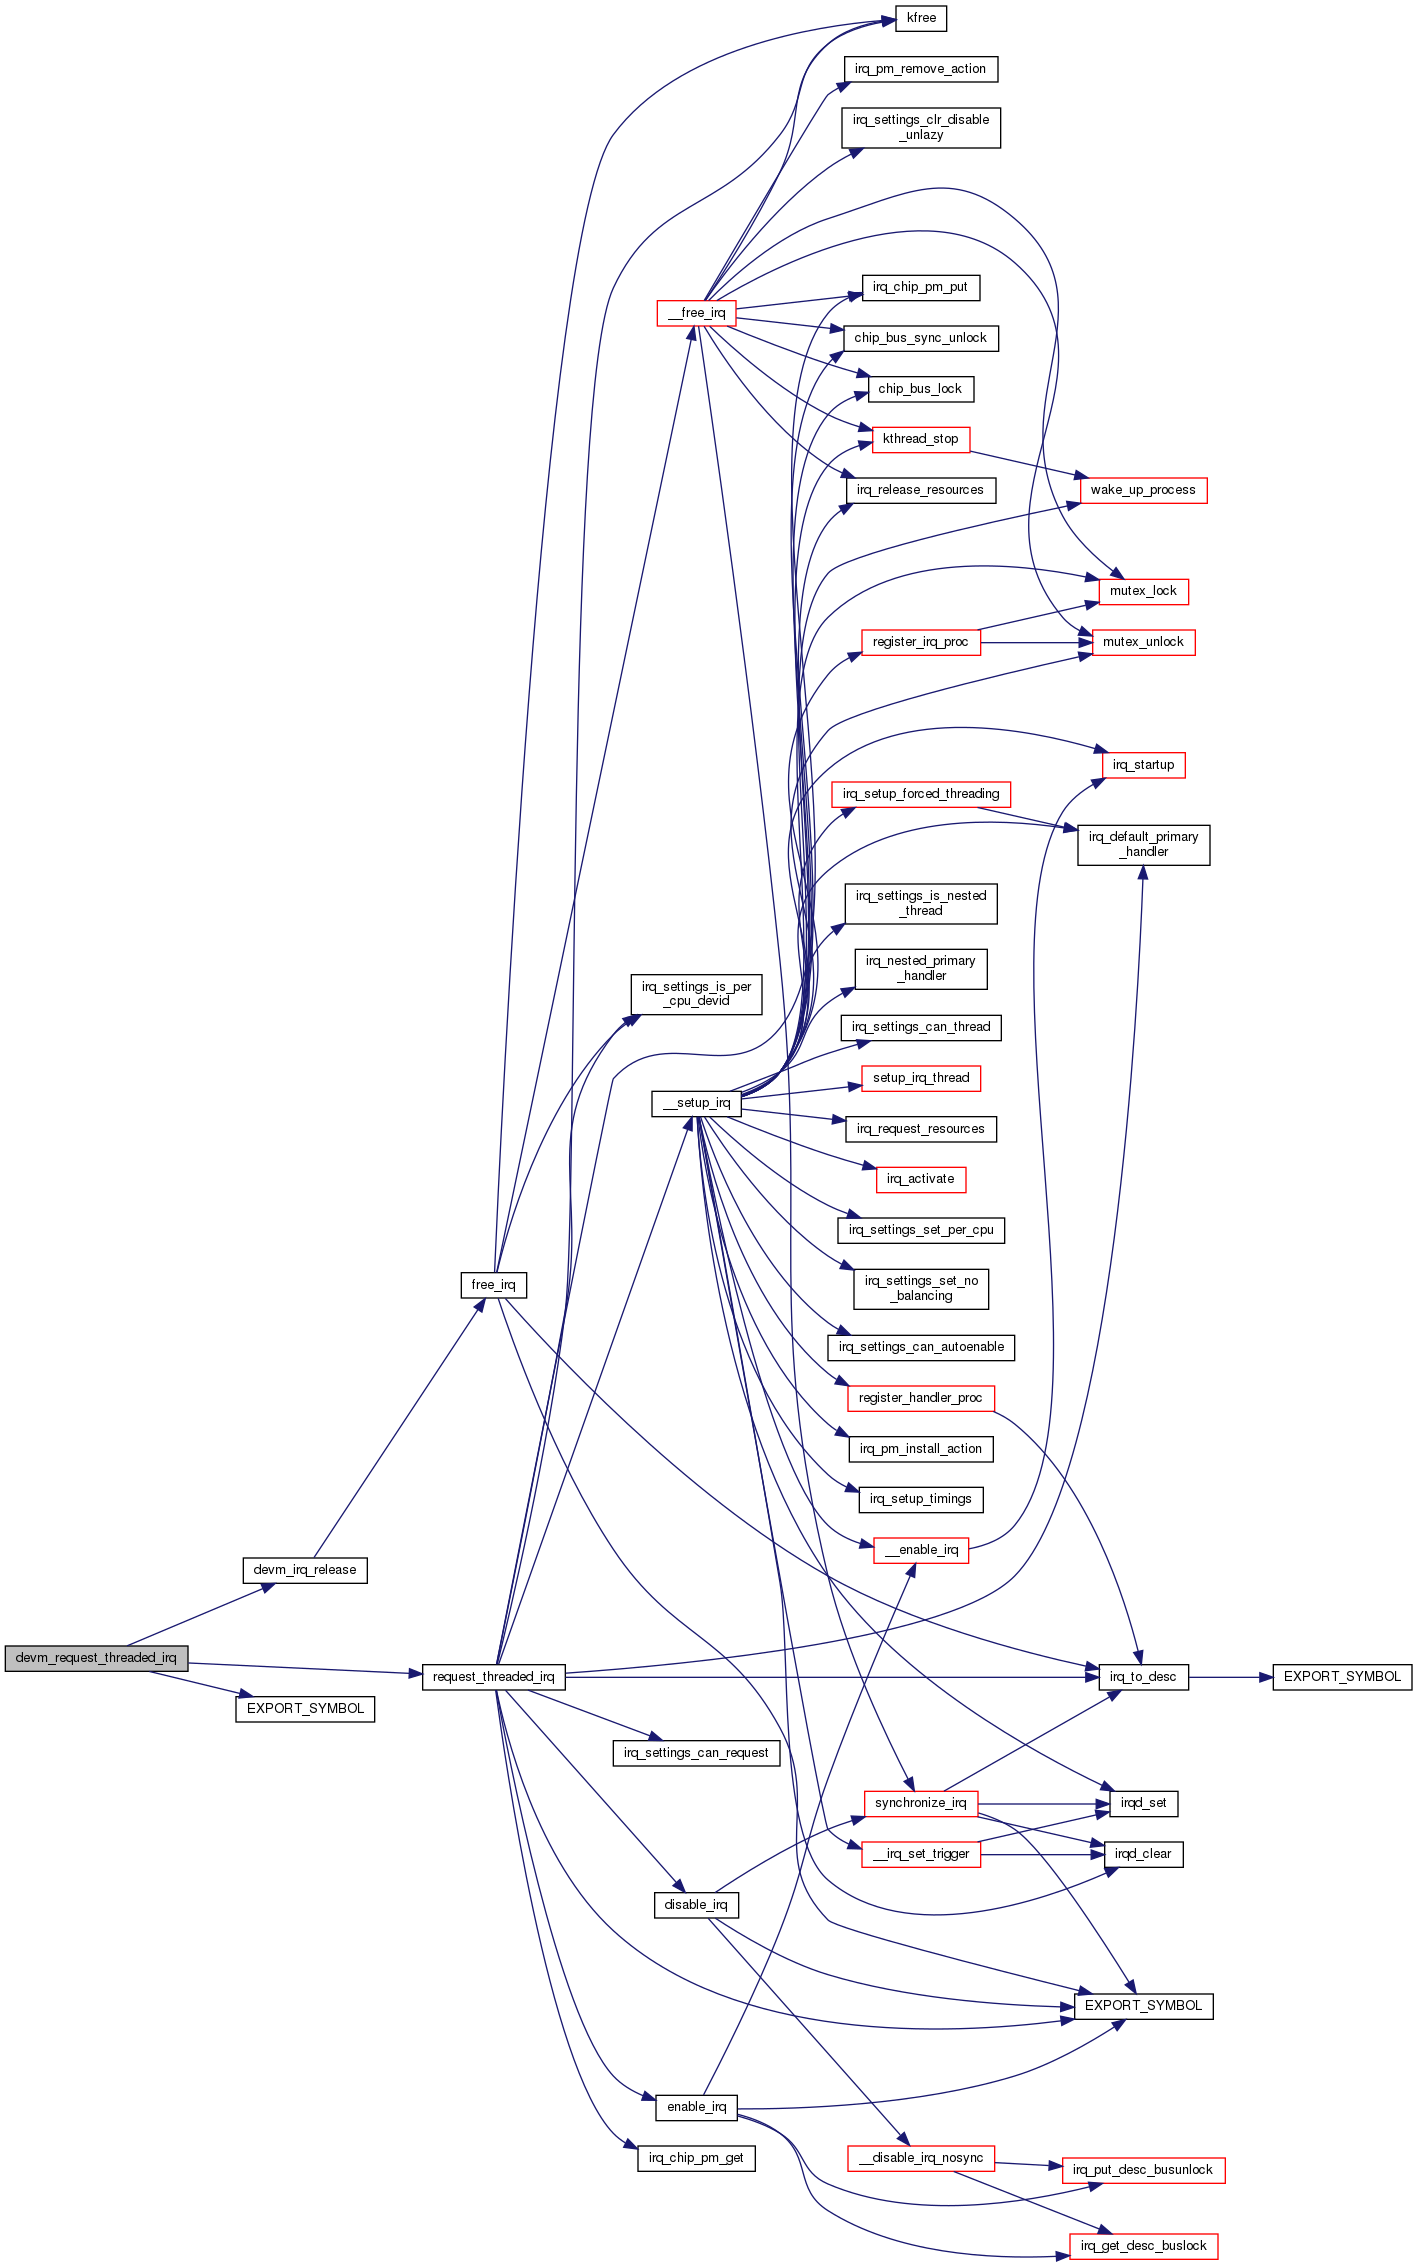 kfree
irq_pm_remove_action
irq_settings_clr_disable
_unlazy
irq_chip_pm_put
__free_irq
chip_bus_sync_unlock
chip_bus_lock
kthread_stop
irq_release_resources
wake_up_process
mutex_lock
register_irq_proc
mutex_unlock
irq_startup
irq_setup_forced_threading
irq_default_primary
_handler
irq_settings_is_nested
_thread
irq_nested_primary
_handler
irq_settings_is_per
_cpu_devid
irq_settings_can_thread
setup_irq_thread
__setup_irq
irq_request_resources
irq_activate
irq_settings_set_per_cpu
free_irq
irq_settings_set_no
_balancing
irq_settings_can_autoenable
register_handler_proc
irq_pm_install_action
irq_setup_timings
__enable_irq
devm_irq_release
devm_request_threaded_irq
request_threaded_irq
irq_to_desc
EXPORT_SYMBOL
EXPORT_SYMBOL
irq_settings_can_request
synchronize_irq
irqd_set
__irq_set_trigger
irqd_clear
disable_irq
EXPORT_SYMBOL
enable_irq
irq_chip_pm_get
__disable_irq_nosync
irq_put_desc_busunlock
irq_get_desc_buslock